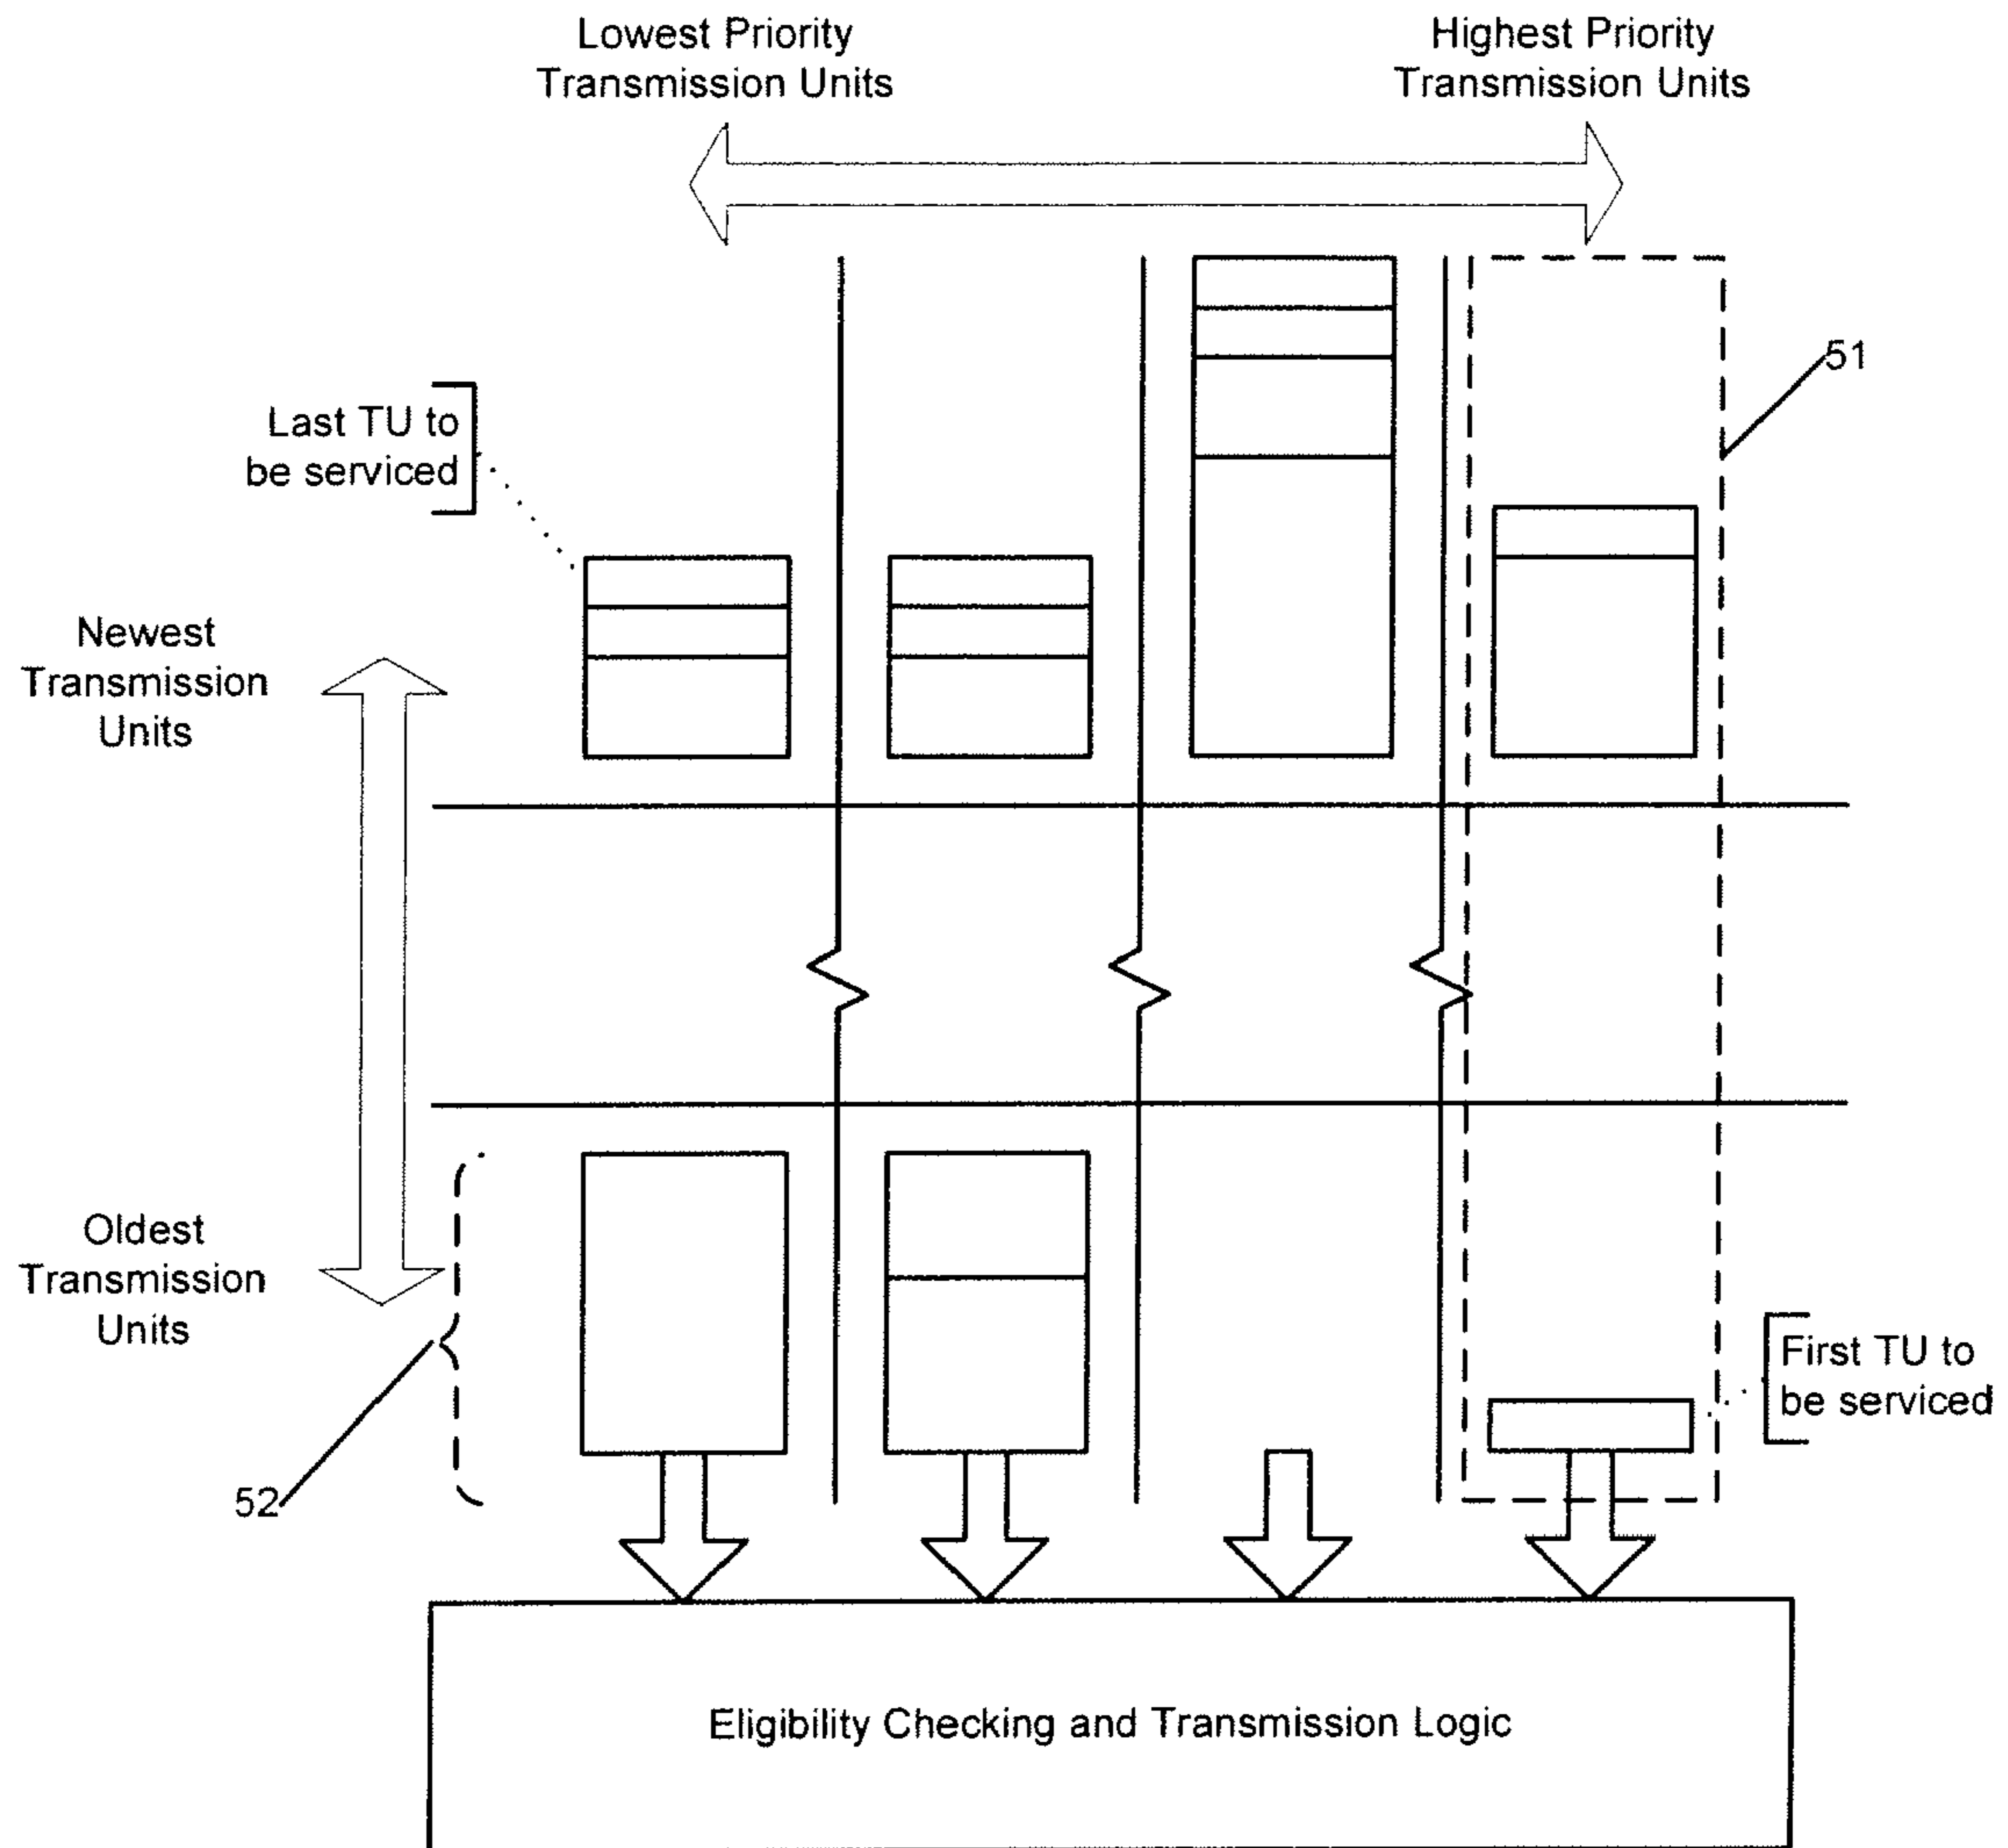 Lowest Priority
Transmission Units
Highest Priority
Transmission Units
51
Last TU to
be serviced
Newest
Transmission
Units
Oldest
Transmission
Units
First TU to
be serviced
52
Eligibility Checking and Transmission Logic